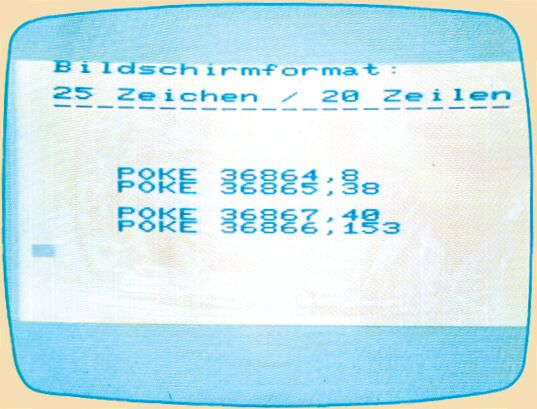 Bildschirmformat:
25 Zeichen / 20 Zeilen
POKE 36864,8
POKE 36865,38
POKE 36867,40
POKE 36866,153